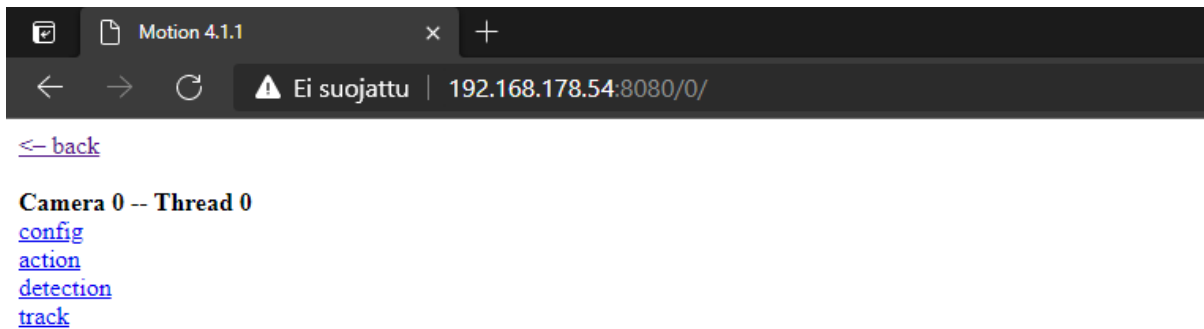 Motion 4.1.1
Ei suojattu | 192.168.178.54:8080/0/
<– back
Camera 0 -- Thread 0
config
action
detection
track